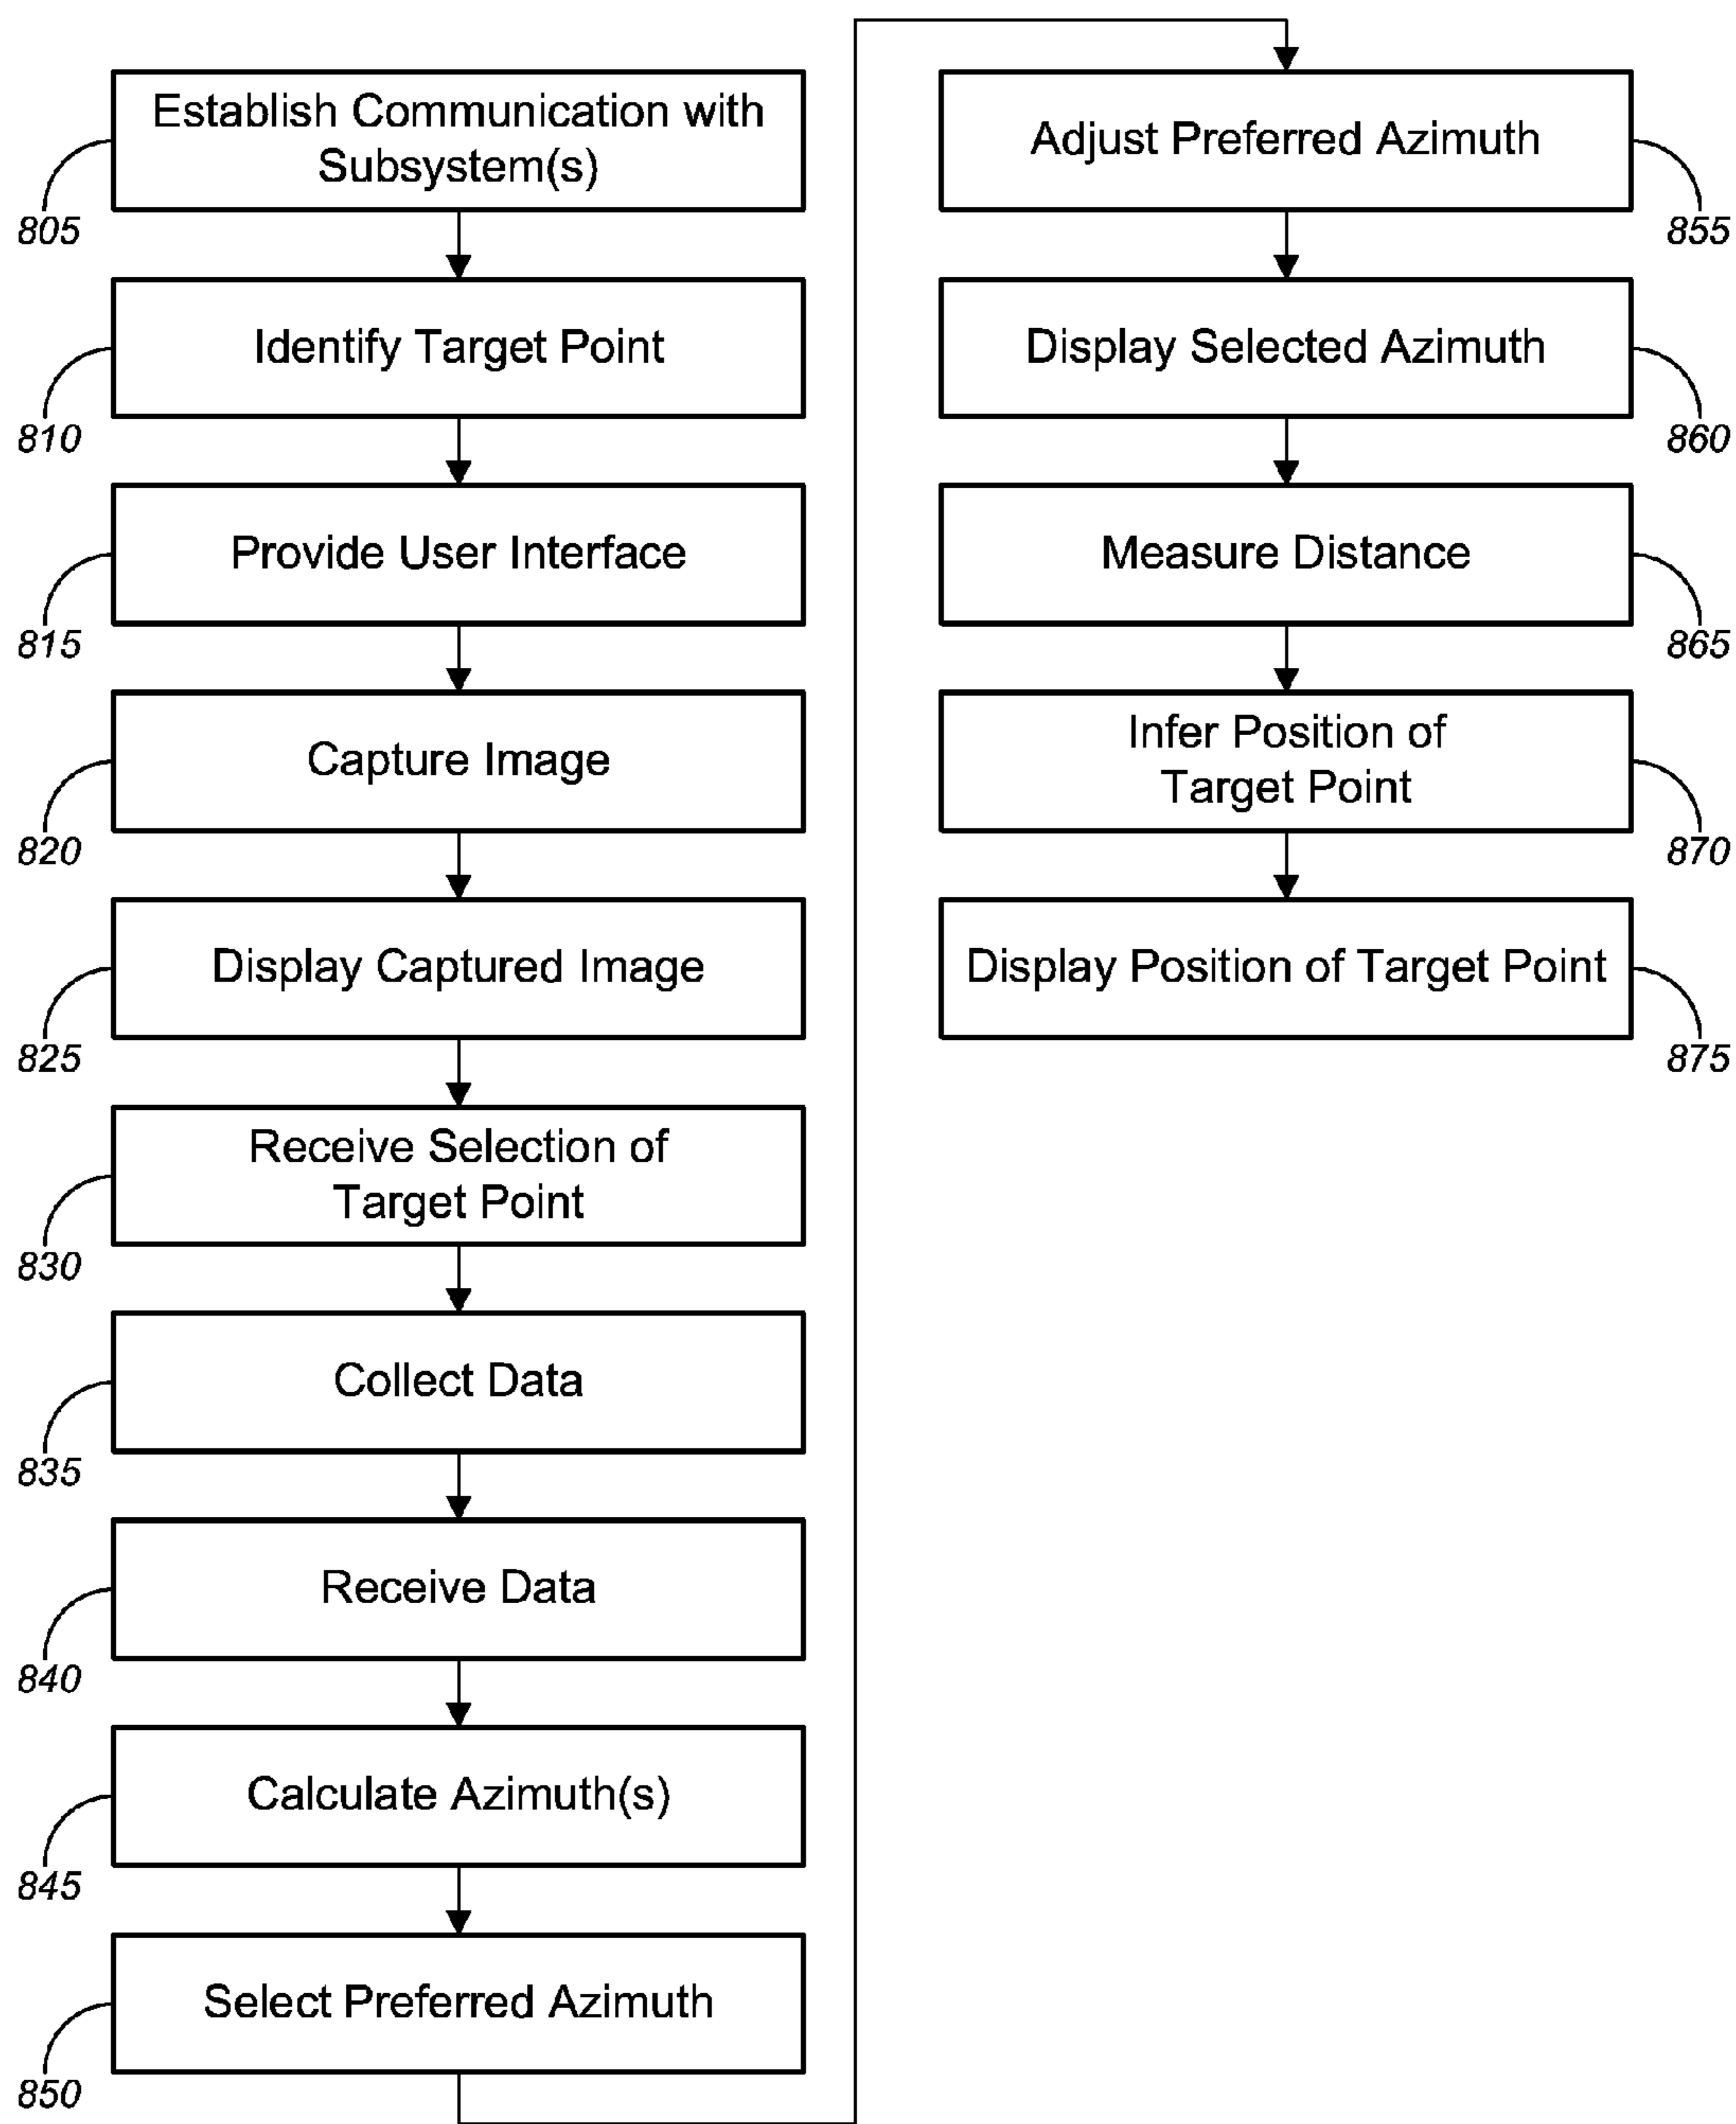 Establish Communication with
Subsystem(s)
805
Identify Target Point
810
Provide User Interface
815
Capture Image
820
Display Captured Image
825
Receive Selection of
Target Point
830
Collect Data
835
Receive Data
840
Calculate Azimuth(s)
845
Select Preferred Azimuth
850
Adjust Preferred Azimuth
855
Display Selected Azimuth
860
Measure Distance
865
Infer Position of
Target Point
870
Display Position of Target Point
875